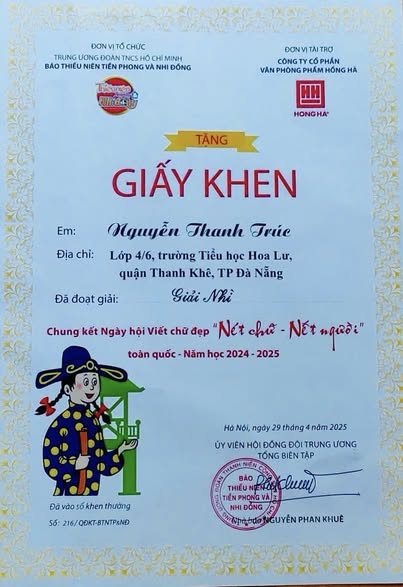 ĐƠN VỊ TỔ CHỨC
TRUNG ƯƠNG ĐOÀN TNCS HỒ CHÍ MINH
BÁO THIẾU NIÊN TIỀN PHONG VÀ NHI ĐỒNG
ĐƠN VỊ TÀI TRỢ
CÔNG TY CỔ PHẦN
VĂN PHÒNG PHẨM HỒNG HÀ
HONG HA
TẶNG
GIẤY KHEN
Em: Nguyễn Thanh Trúc
Địa chỉ: Lớp 4/6, trường Tiểu học Hoa Lư,
quận Thanh Khê, TP Đà Nẵng
Đã đoạt giải: Giải Nhì
Chung kết Ngày hội Viết chữ đẹp "Nét chữ - Nết người"
toàn quốc - Năm học 2024 - 2025
Hà Nội, ngày 29 tháng 4 năm 2025
ỦY VIÊN HỘI ĐỒNG ĐỘI TRUNG ƯƠNG
TỔNG BIÊN TẬP
BÁO
THIẾU NIÊN
TIỀN PHONG VÀ
NHI ĐỒNG
Nhà báo NGUYỄN PHAN KHUÊ
Đã vào sổ khen thưởng
Số: 216/QĐKT-BTNTP&NĐ